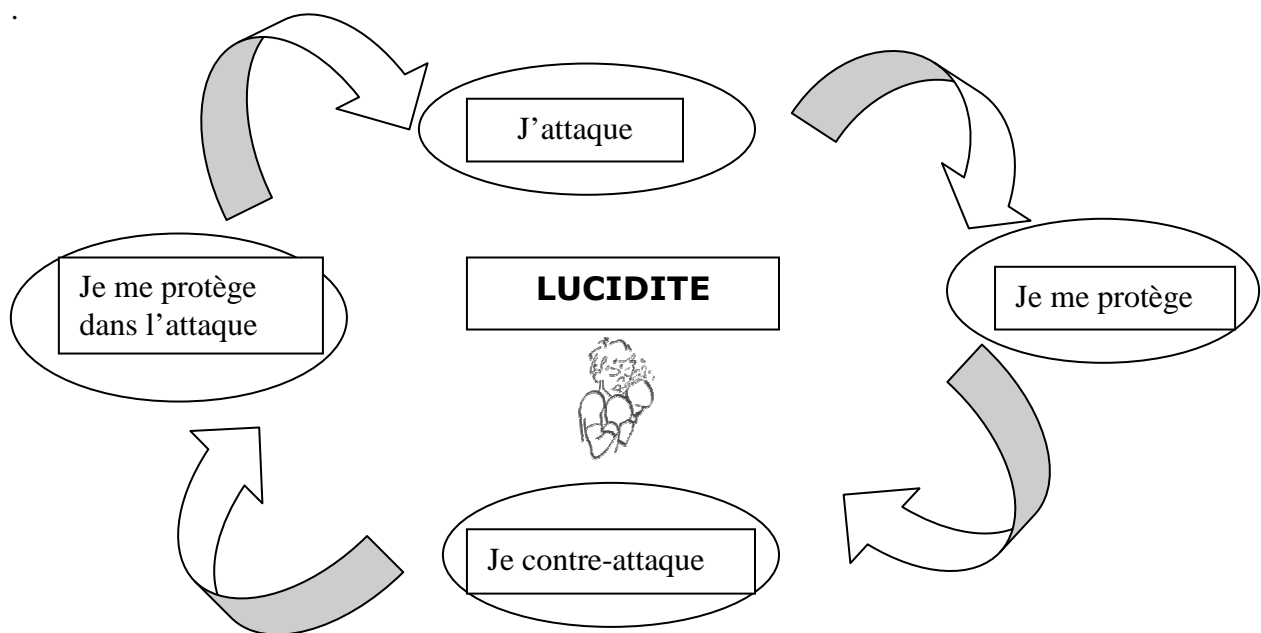 .
J’attaque
Je me protège
dans l’attaque
LUCIDITE
Je me protège
Je contre-attaque